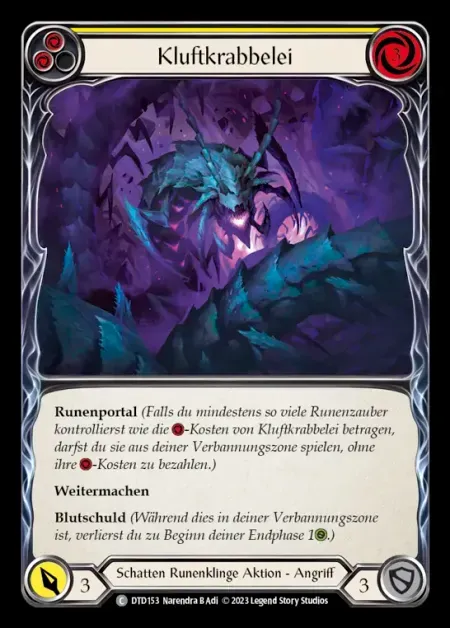 Kluftkrabbelei
3
Runenportal (Falls du mindestens so viele Runenzauber
kontrollierst wie die -Kosten von Kluftkrabbelei betragen,
darfst du sie aus deiner Verbannungszone spielen, ohne
ihre -Kosten zu bezahlen.)
Weitermachen
Blutschuld (Während dies in deiner Verbannungszone
ist, verlierst du zu Beginn deiner Endphase 1.)
3
Schatten Runenklinge Aktion - Angriff
3
C DTD153 Narendra B Adi © 2023 Legend Story Studios